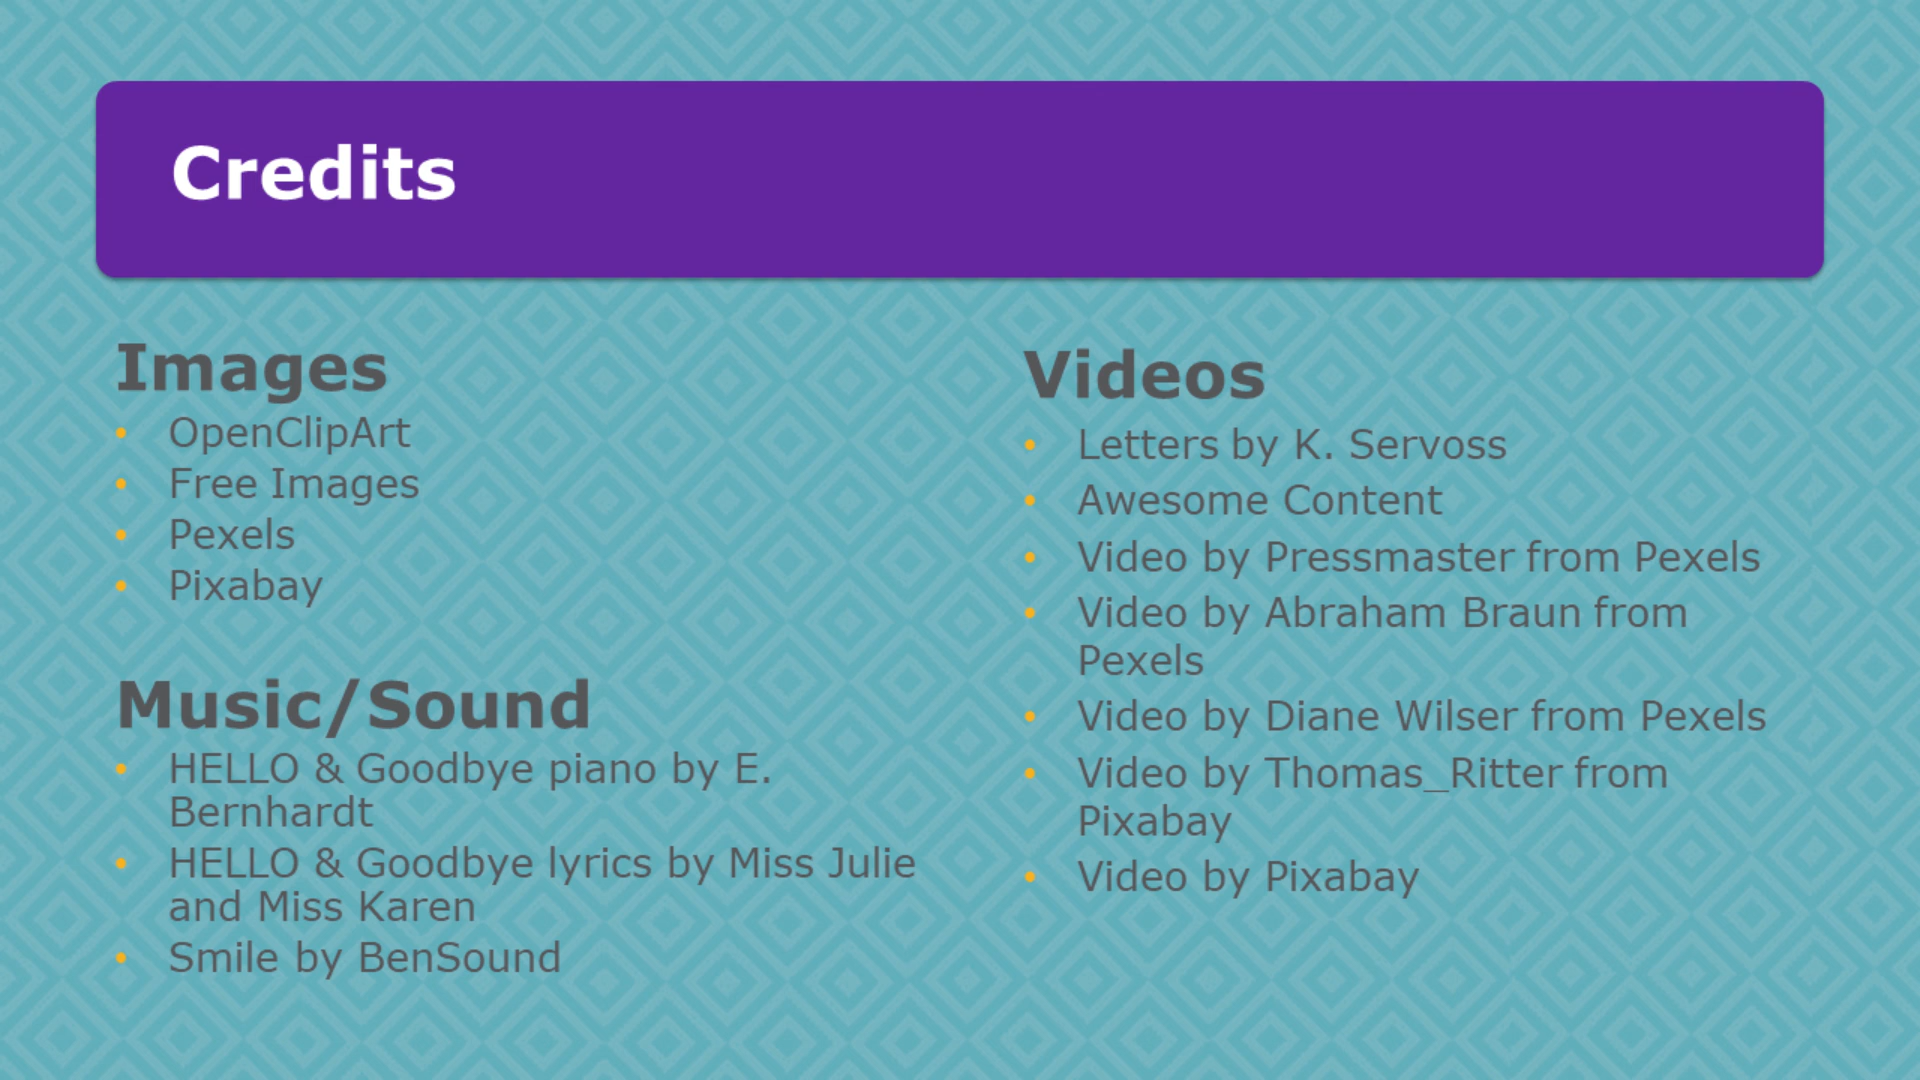 Credits
Images
• OpenClipArt
• Free Images
• Pexels
• Pixabay
Music/Sound
• HELLO & Goodbye piano by E.
Bernhardt
• HELLO & Goodbye lyrics by Miss Julie
and Miss Karen
• Smile by BenSound
Videos
• Letters by K. Servoss
• Awesome Content
• Video by Pressmaster from Pexels
• Video by Abraham Braun from
Pexels
• Video by Diane Wilser from Pexels
• Video by Thomas_Ritter from
Pixabay
• Video by Pixabay